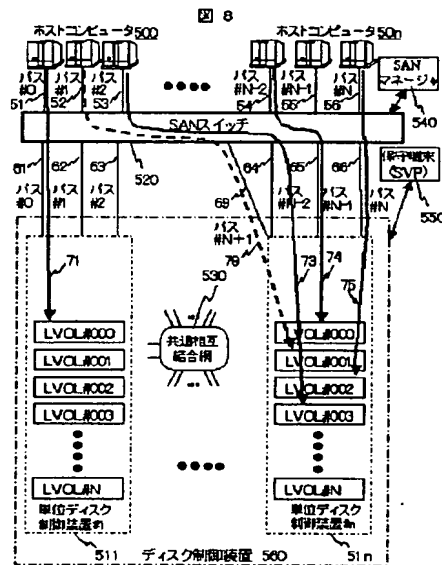 図 8
ホストコンピュータ500
ホストコンピュータ50n
パス #0
パス #1
パス #2
51
52
53
パス #N-2
パス #N-1
パス #N
54
55
56
SAN マネージャ
540
SANスイッチ
520
保守端末 (SVP)
550
61
62
63
64
65
66
69
パス #0
パス #1
パス #2
パス #N+1
パス #N-2
パス #N-1
パス #N
71
73
74
75
530
共通相互結合網
LVOL#000
LVOL#001
LVOL#002
LVOL#003
LVOL#N
単位ディスク制御装置#1
511
LVOL#000
LVOL#001
LVOL#002
LVOL#003
LVOL#N
単位ディスク制御装置#n
51n
ディスク制御装置 560